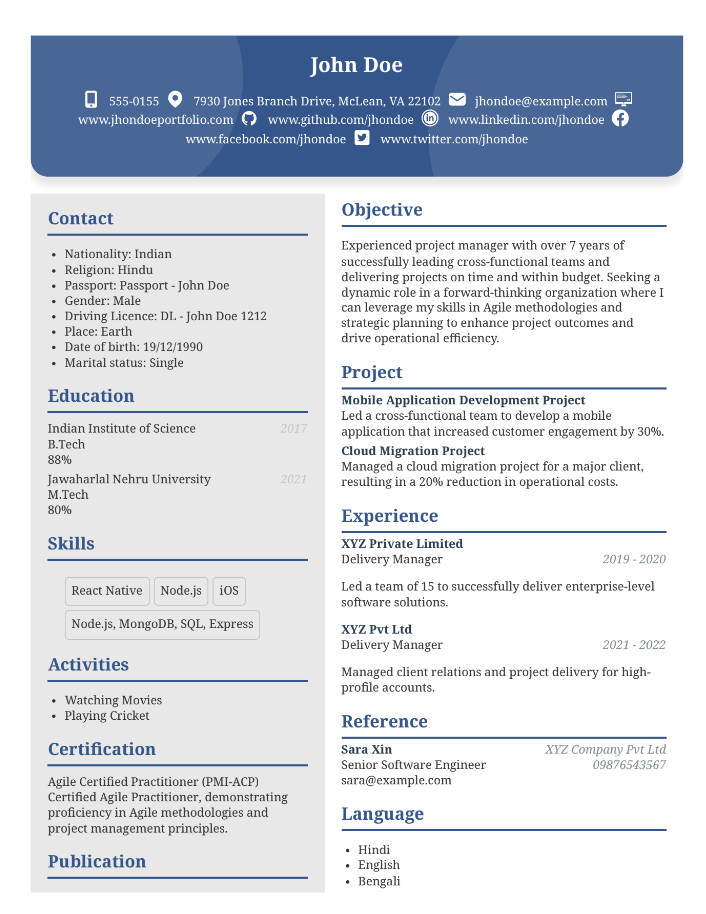 John Doe
555-0155 7930 Jones Branch Drive, McLean, VA 22102 jhondoe@example.com
www.jhondoeportfolio.com www.github.com/jhondoe www.linkedin.com/jhondoe
www.facebook.com/jhondoe www.twitter.com/jhondoe
Contact
Nationality: Indian
Religion: Hindu
Passport: Passport - John Doe
Gender: Male
Driving Licence: DL - John Doe 1212
Place: Earth
Date of birth: 19/12/1990
Marital status: Single
Education
Indian Institute of Science 2017
B.Tech
88%
Jawaharlal Nehru University 2021
M.Tech
80%
Skills
React Native Node.js iOS
Node.js, MongoDB, SQL, Express
Activities
Watching Movies
Playing Cricket
Certification
Agile Certified Practitioner (PMI-ACP)
Certified Agile Practitioner, demonstrating
proficiency in Agile methodologies and
project management principles.
Publication
Objective
Experienced project manager with over 7 years of
successfully leading cross-functional teams and
delivering projects on time and within budget. Seeking a
dynamic role in a forward-thinking organization where I
can leverage my skills in Agile methodologies and
strategic planning to enhance project outcomes and
drive operational efficiency.
Project
Mobile Application Development Project
Led a cross-functional team to develop a mobile
application that increased customer engagement by 30%.
Cloud Migration Project
Managed a cloud migration project for a major client,
resulting in a 20% reduction in operational costs.
Experience
XYZ Private Limited
Delivery Manager 2019 - 2020
Led a team of 15 to successfully deliver enterprise-level
software solutions.
XYZ Pvt Ltd
Delivery Manager 2021 - 2022
Managed client relations and project delivery for high-
profile accounts.
Reference
Sara Xin XYZ Company Pvt Ltd
Senior Software Engineer 09876543567
sara@example.com
Language
Hindi
English
Bengali